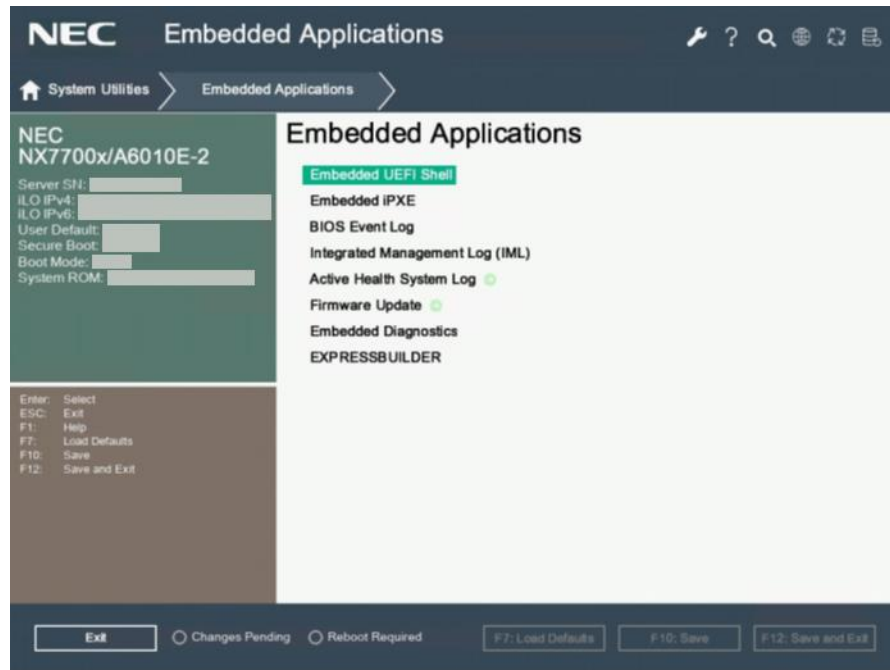 NEC Embedded Applications
System Utilities Embedded Applications
NEC
NX7700x/A6010E-2
Server SN:
iLO IPv4:
iLO IPv6:
User Default:
Secure Boot:
Boot Mode:
System ROM:
Enter: Select
ESC: Exit
F1: Help
F7: Load Defaults
F10: Save
F12: Save and Exit
Embedded Applications
Embedded UEFI Shell
Embedded iPXE
BIOS Event Log
Integrated Management Log (IML)
Active Health System Log
Firmware Update
Embedded Diagnostics
EXPRESSBUILDER
Exit Changes Pending Reboot Required F7: Load Defaults F10: Save F12: Save and Exit